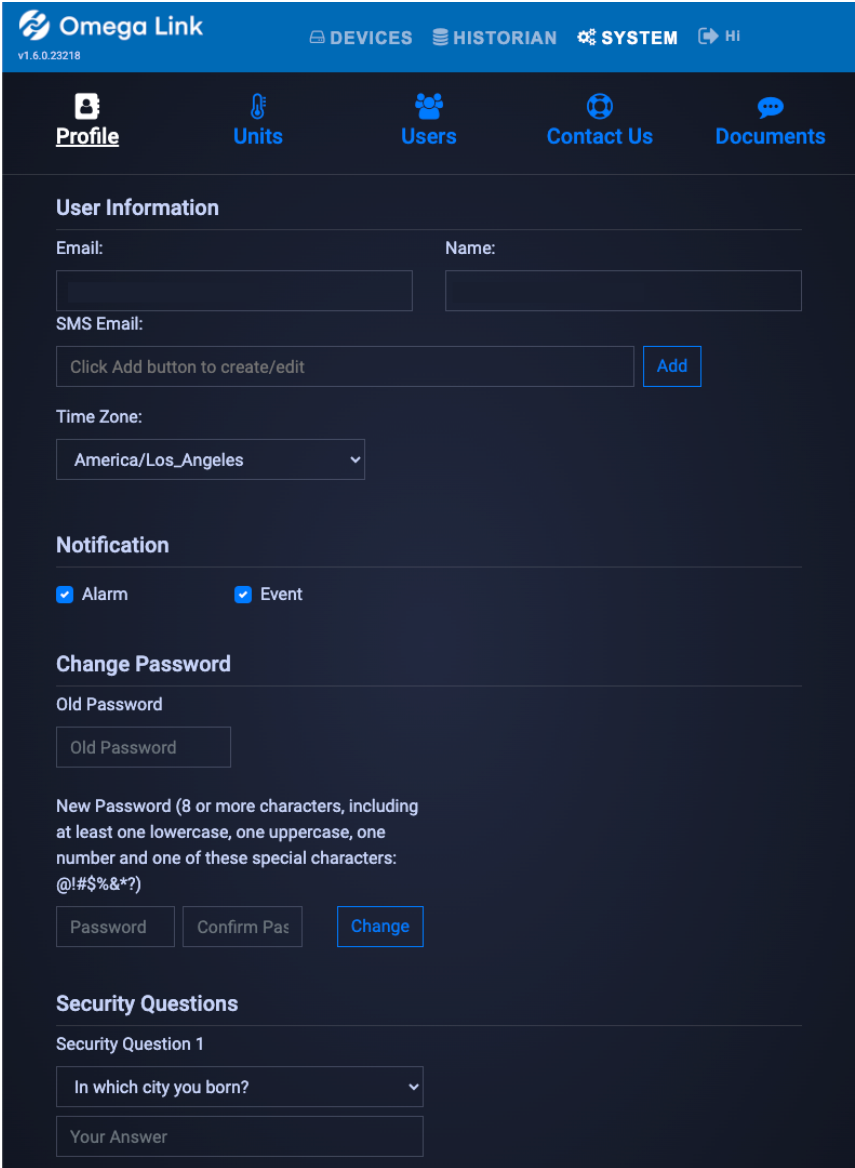 Omega Link
v1.6.0.23218
DEVICES HISTORIAN SYSTEM Hi
Profile Units Users Contact Us Documents
User Information
Email: Name:
SMS Email:
Click Add button to create/edit Add
Time Zone:
America/Los_Angeles
Notification
Alarm Event
Change Password
Old Password
Old Password
New Password (8 or more characters, including
at least one lowercase, one uppercase, one
number and one of these special characters:
@!#$%&*?)
Password Confirm Pas Change
Security Questions
Security Question 1
In which city you born?
Your Answer